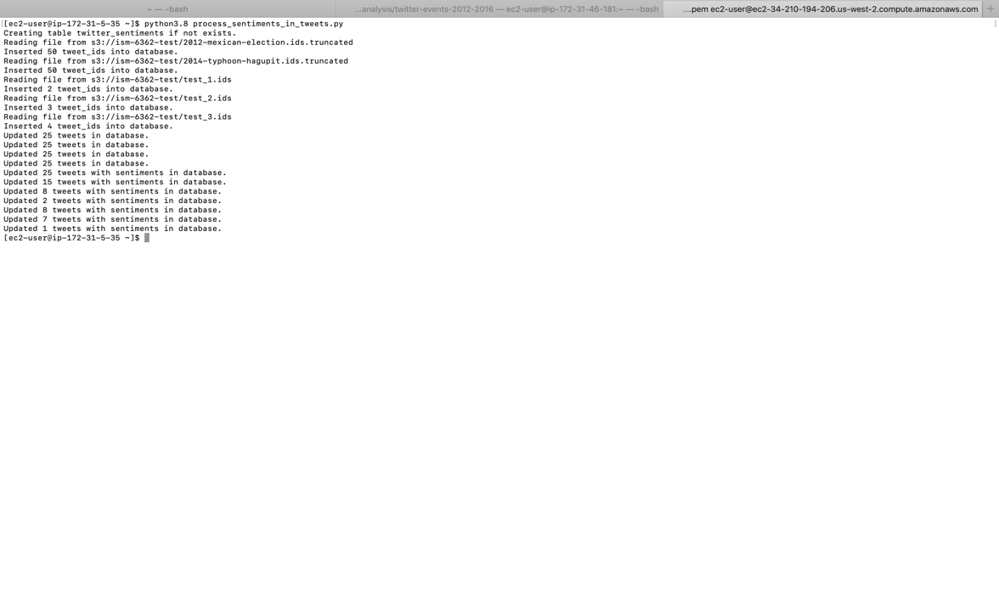 ~ — -bash
...analysis/twitter-events-2012-2016 — ec2-user@ip-172-31-46-181:~ — -bash
....pem ec2-user@ec2-34-210-194-206.us-west-2.compute.amazonaws.com
[ec2-user@ip-172-31-5-35 ~]$ python3.8 process_sentiments_in_tweets.py
Creating table twitter_sentiments if not exists.
Reading file from s3://ism-6362-test/2012-mexican-election.ids.truncated
Inserted 50 tweet_ids into database.
Reading file from s3://ism-6362-test/2014-typhoon-hagupit.ids.truncated
Inserted 50 tweet_ids into database.
Reading file from s3://ism-6362-test/test_1.ids
Inserted 2 tweet_ids into database.
Reading file from s3://ism-6362-test/test_2.ids
Inserted 3 tweet_ids into database.
Reading file from s3://ism-6362-test/test_3.ids
Inserted 4 tweet_ids into database.
Updated 25 tweets in database.
Updated 25 tweets in database.
Updated 25 tweets in database.
Updated 25 tweets in database.
Updated 25 tweets with sentiments in database.
Updated 15 tweets with sentiments in database.
Updated 8 tweets with sentiments in database.
Updated 2 tweets with sentiments in database.
Updated 8 tweets with sentiments in database.
Updated 7 tweets with sentiments in database.
Updated 1 tweets with sentiments in database.
[ec2-user@ip-172-31-5-35 ~]$